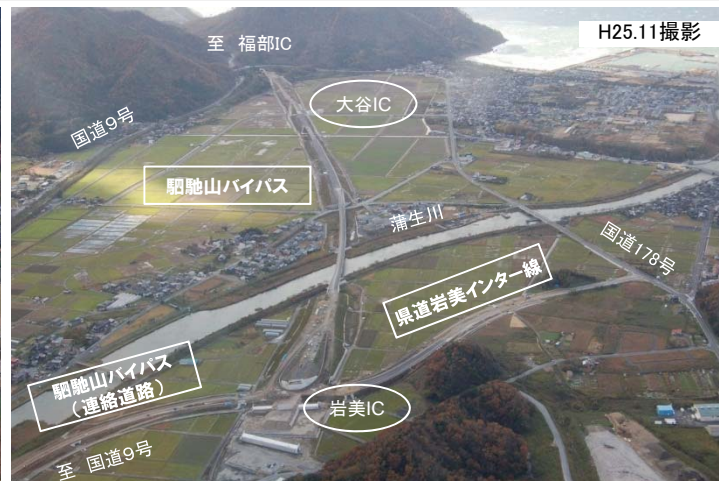 H25.11撮影
至 福部IC
大谷IC
国道9号
駟馳山バイパス
蒲生川
国道178号
県道岩美インター線
駟馳山バイパス
（連絡道路）
岩美IC
至 国道9号